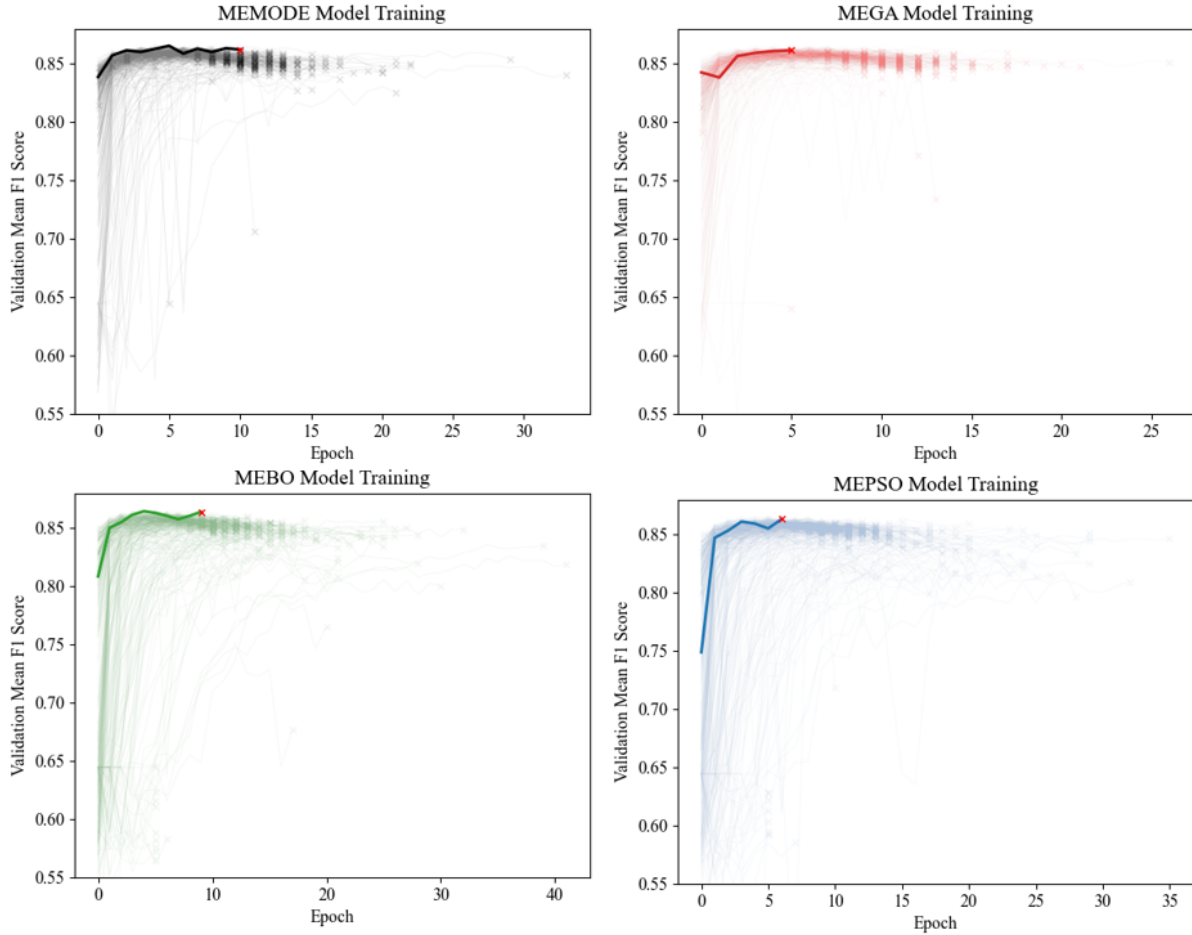 MEMODE Model Training
Validation Mean F1 Score
0.85
0.80
0.75
0.70
0.65
0.60
0.55
0 5 10 15 20 25 30
Epoch
MEGA Model Training
Validation Mean F1 Score
0.85
0.80
0.75
0.70
0.65
0.60
0.55
0 5 10 15 20 25
Epoch
MEBO Model Training
Validation Mean F1 Score
0.85
0.80
0.75
0.70
0.65
0.60
0.55
0 10 20 30 40
Epoch
MEPSO Model Training
Validation Mean F1 Score
0.85
0.80
0.75
0.70
0.65
0.60
0.55
0 5 10 15 20 25 30 35
Epoch